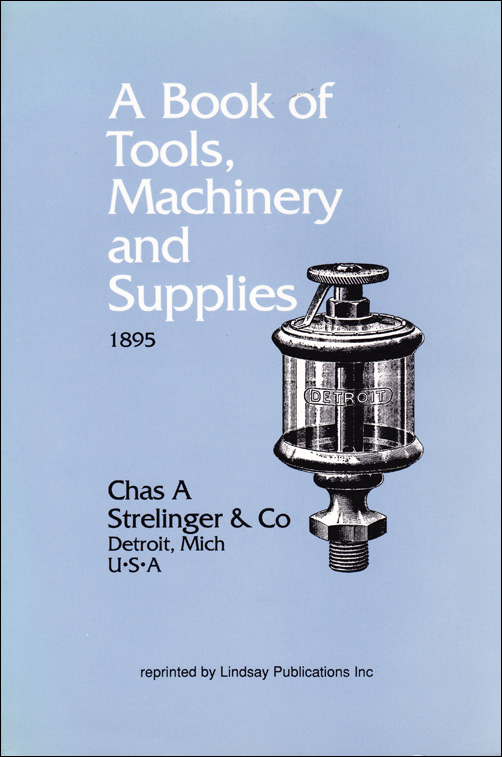 A Book of
Tools,
Machinery
and
Supplies
1895
DETROIT
Chas A
Strelinger & Co
Detroit, Mich
U•S•A
reprinted by Lindsay Publications Inc